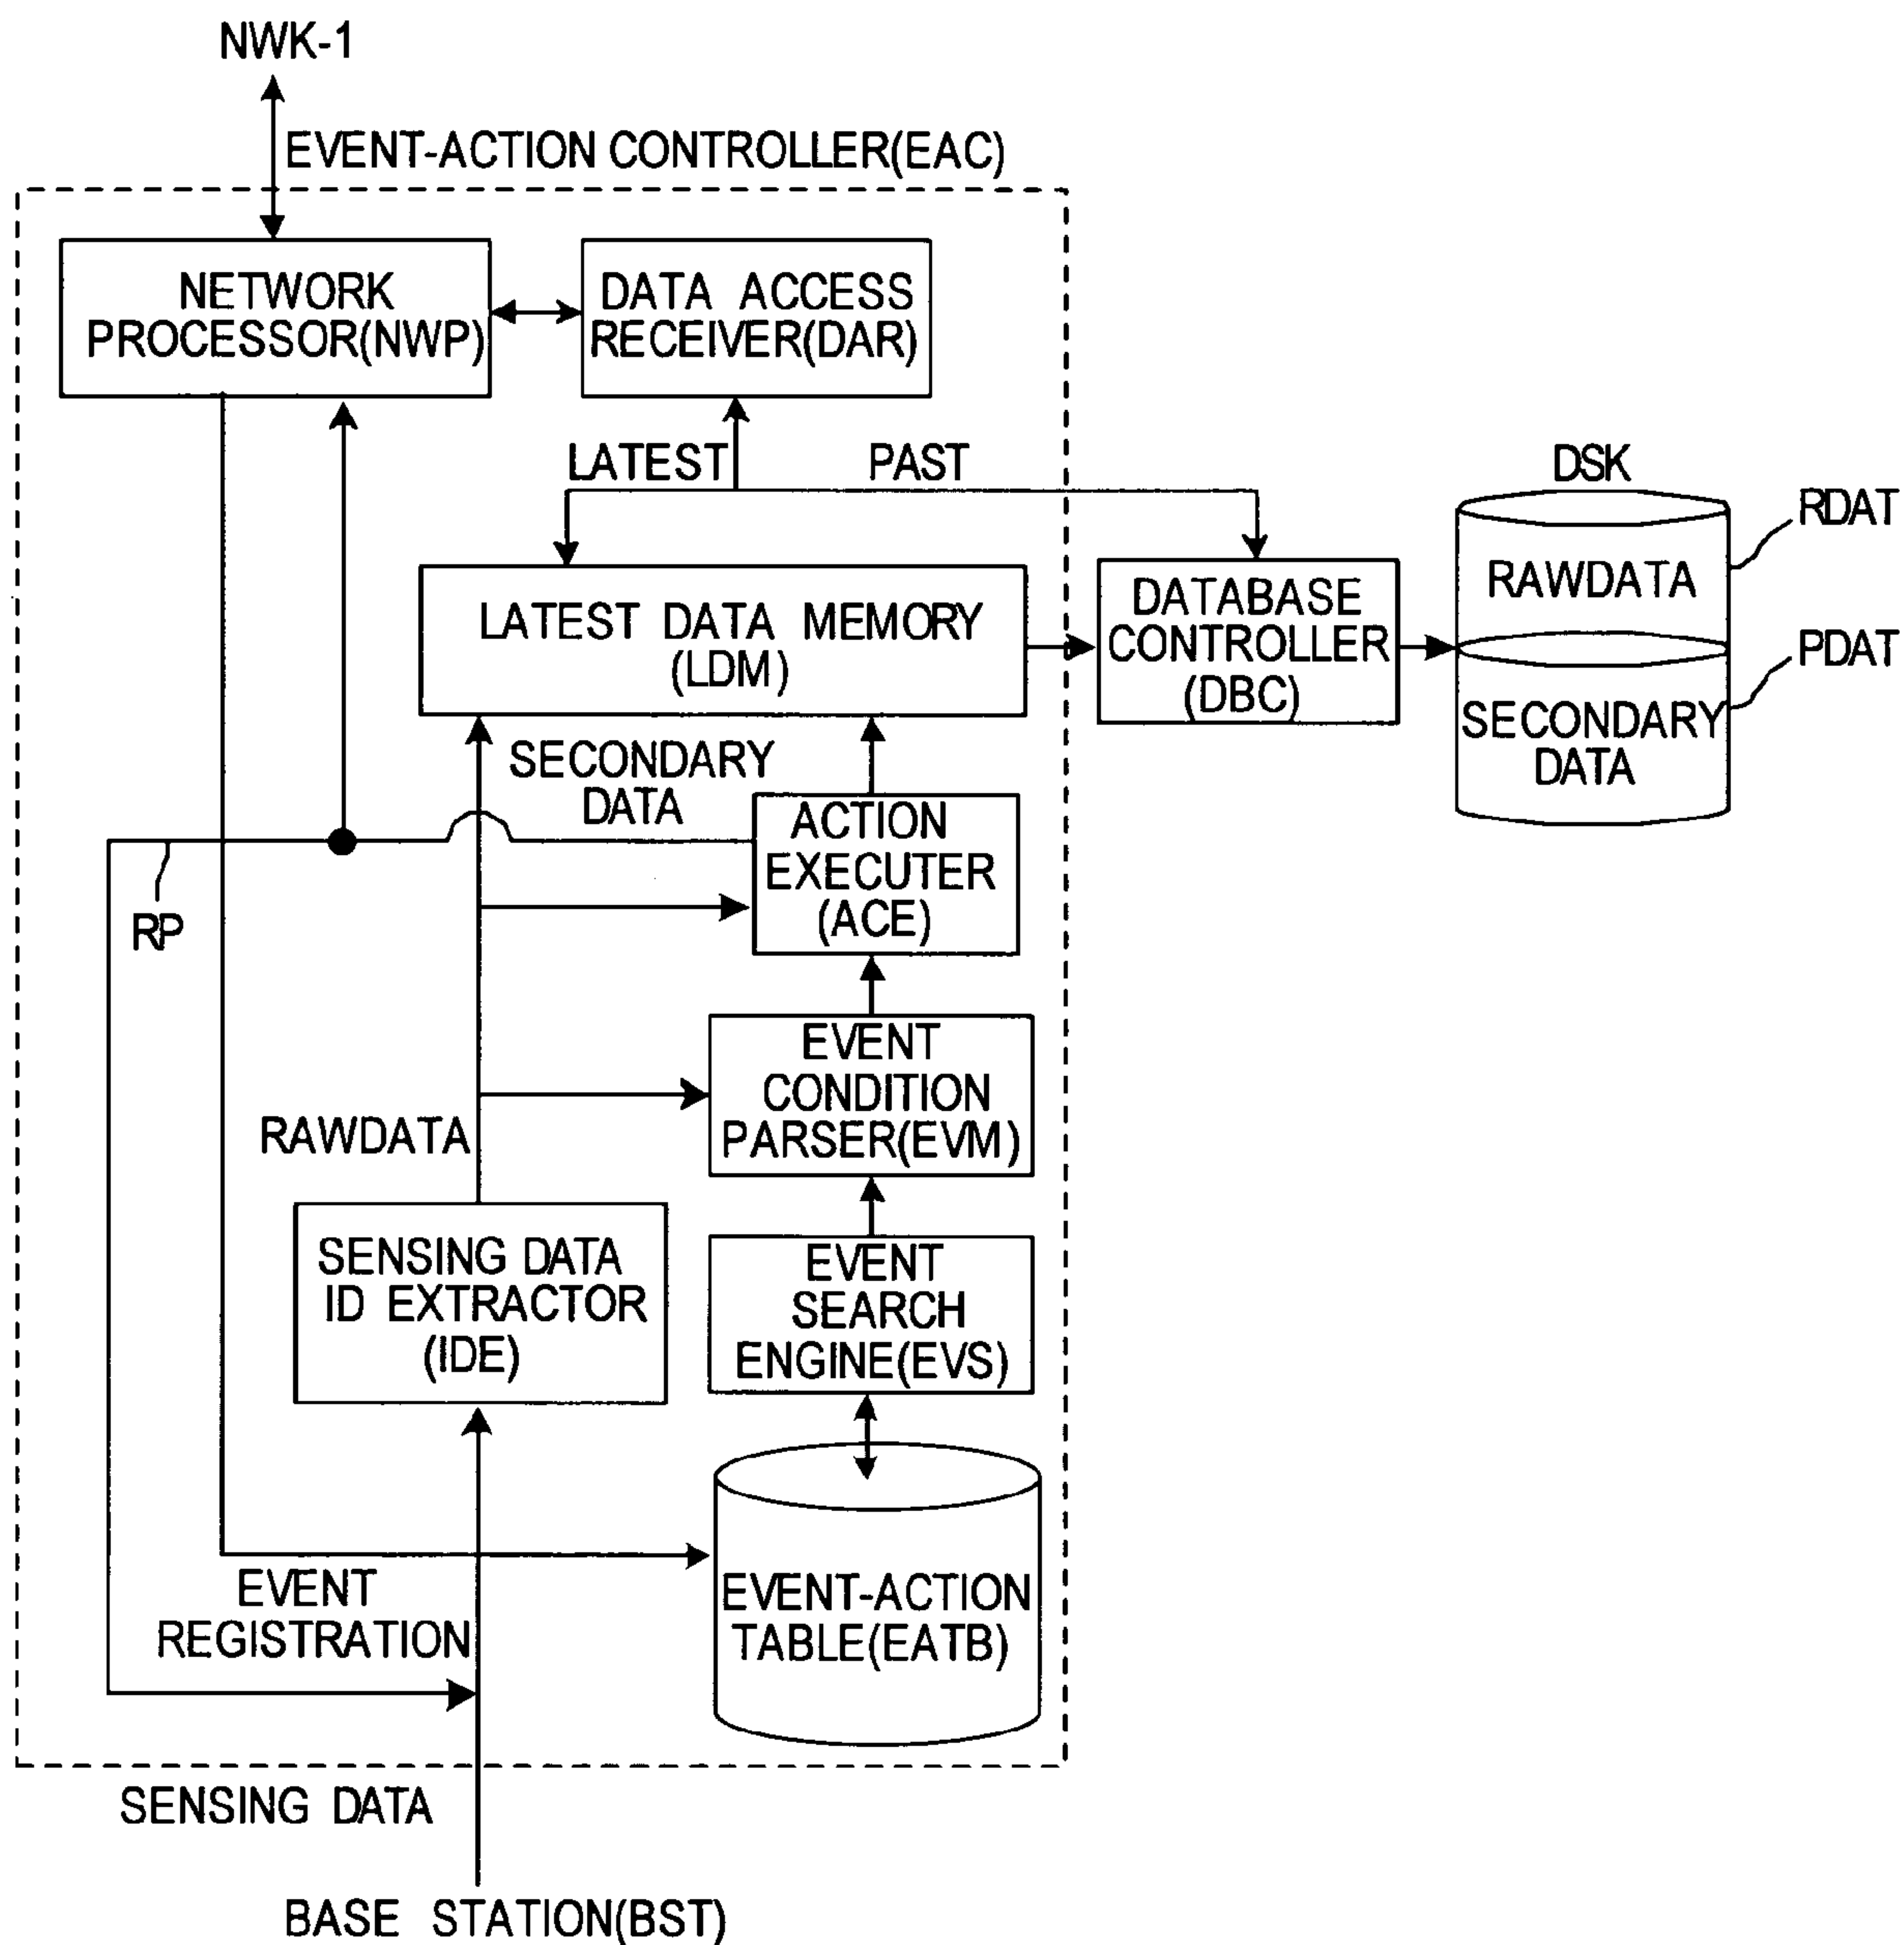 NWK-1
EVENT-ACTION CONTROLLER(EAC)
NETWORK
PROCESSOR(NWP)
DATA ACCESS
RECEIVER(DAR)
LATEST
PAST
DSK
RDAT
RAWDATA
LATEST DATA MEMORY
(LDM)
DATABASE
CONTROLLER
(DBC)
PDAT
SECONDARY
DATA
SECONDARY
DATA
ACTION
EXECUTER
(ACE)
RP
EVENT
CONDITION
PARSER(EVM)
RAWDATA
SENSING DATA
ID EXTRACTOR
(IDE)
EVENT
SEARCH
ENGINE(EVS)
EVENT
REGISTRATION
EVENT-ACTION
TABLE(EATB)
SENSING DATA
BASE STATION(BST)